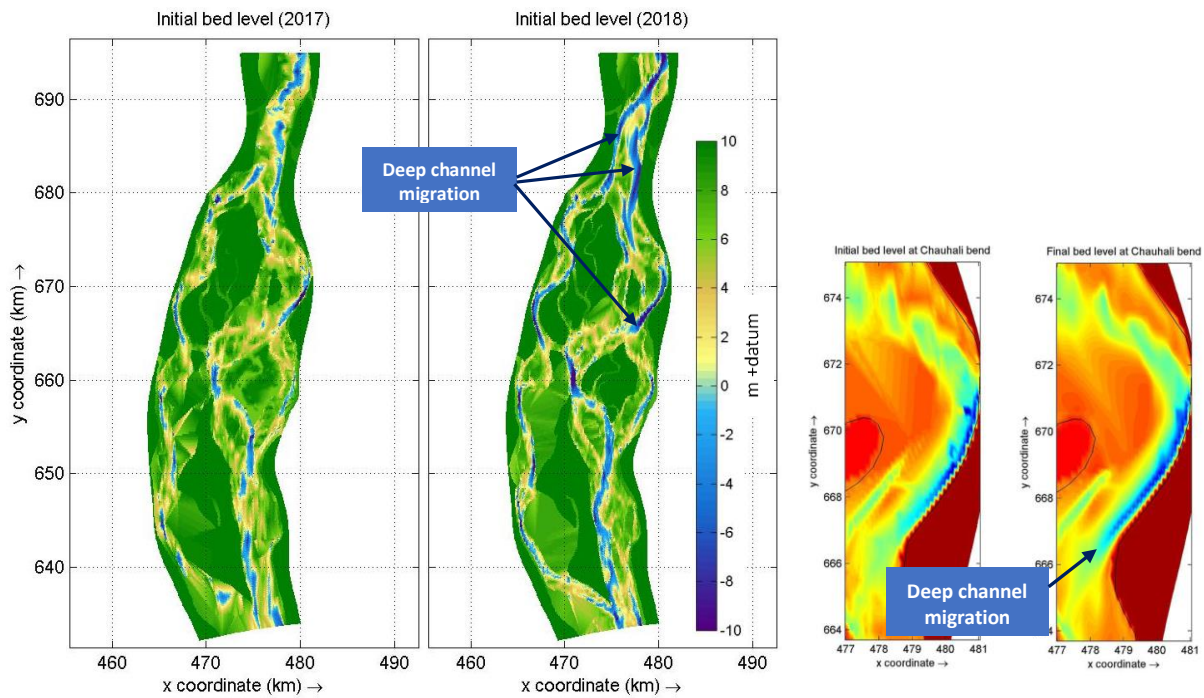 Initial bed level (2017)
Initial bed level (2018)
y coordinate (km) →
690
680
670
660
650
640
460
470
480
490
x coordinate (km) →
460
470
480
490
x coordinate (km) →
Deep channel
migration
10
8
6
4
2
0
-2
-4
-6
-8
-10
m +datum
Initial bed level at Chauhali bend
y coordinate →
674
672
670
668
666
664
477
478
479
480
481
x coordinate →
Final bed level at Chauhali bend
y coordinate →
674
672
670
668
666
477
478
479
480
481
x coordinate →
Deep channel
migration